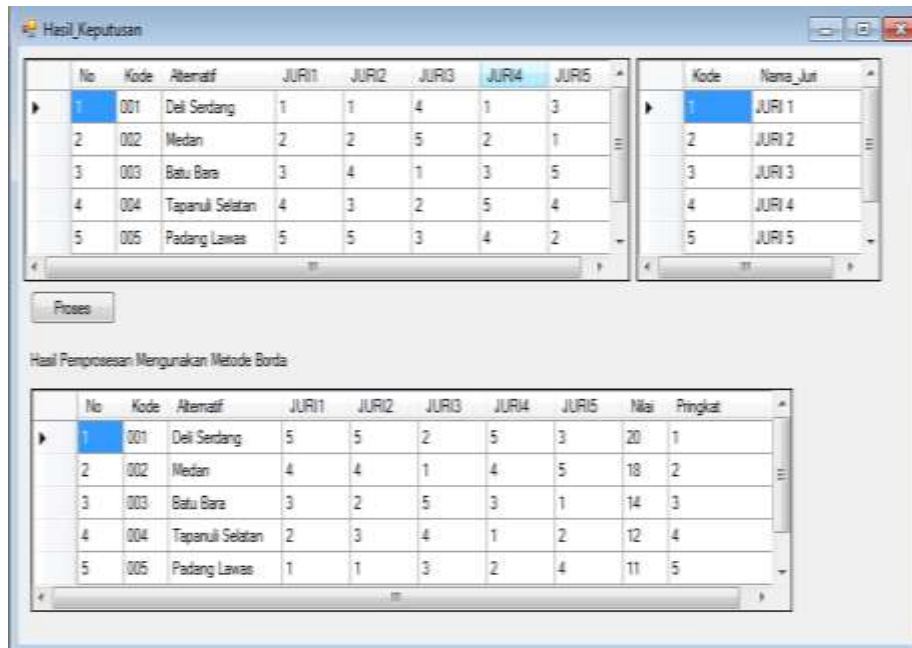 Hasil_Keputusan
No Kode Alternatif JURI1 JURI2 JURI3 JURI4 JURI5
1 001 Deli Serdang 1 1 4 1 3
2 002 Medan 2 2 5 2 1
3 003 Batu Bara 3 4 1 3 5
4 004 Tapanuli Selatan 4 3 2 5 4
5 005 Padang Lawas 5 5 3 4 2
Kode Nama_Juri
1 JURI 1
2 JURI 2
3 JURI 3
4 JURI 4
5 JURI 5
Proses
Hasil Pemprosesan Mengunakan Metode Borda
No Kode Alternatif JURI1 JURI2 JURI3 JURI4 JURI5 Nilai Pringkat
1 001 Deli Serdang 5 5 2 5 3 20 1
2 002 Medan 4 4 1 4 5 18 2
3 003 Batu Bara 3 2 5 3 1 14 3
4 004 Tapanuli Selatan 2 3 4 1 2 12 4
5 005 Padang Lawas 1 1 3 2 4 11 5